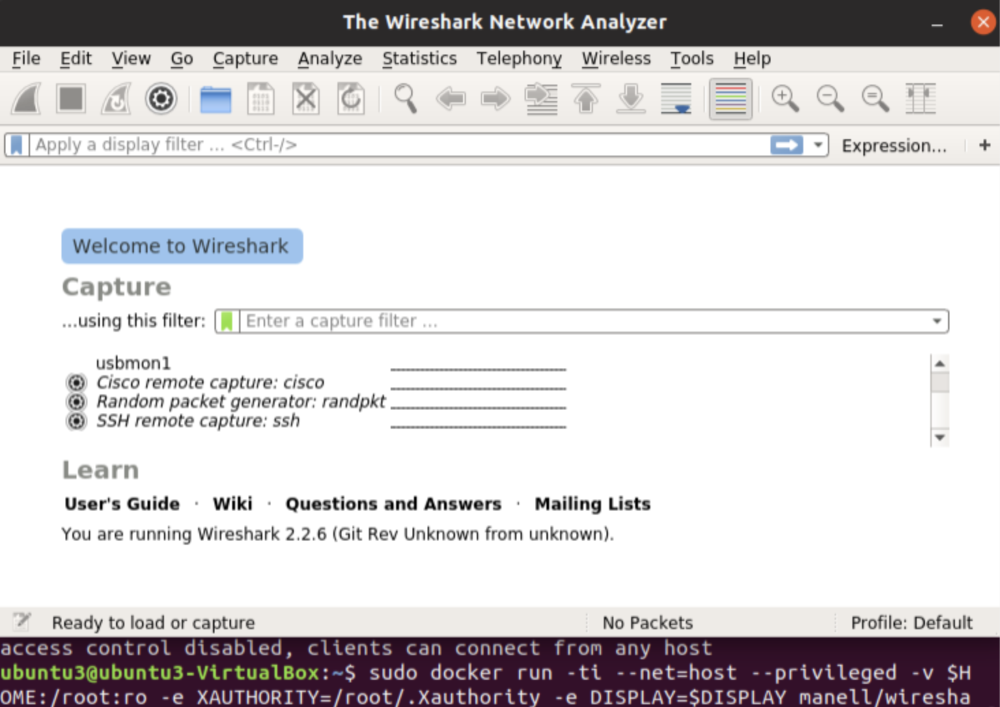 The Wireshark Network Analyzer
File Edit View Go Capture Analyze Statistics Telephony Wireless Tools Help
Apply a display filter ... <Ctrl-/> Expression... +
Welcome to Wireshark
Capture
...using this filter: Enter a capture filter ...
usbmon1
Cisco remote capture: cisco
Random packet generator: randpkt
SSH remote capture: ssh
Learn
User's Guide · Wiki · Questions and Answers · Mailing Lists
You are running Wireshark 2.2.6 (Git Rev Unknown from unknown).
Ready to load or capture No Packets Profile: Default
access control disabled, clients can connect from any host
ubuntu3@ubuntu3-VirtualBox:~$ sudo docker run -ti --net=host --privileged -v $H
OME:/root:ro -e XAUTHORITY=/root/.Xauthority -e DISPLAY=$DISPLAY manell/wiresha